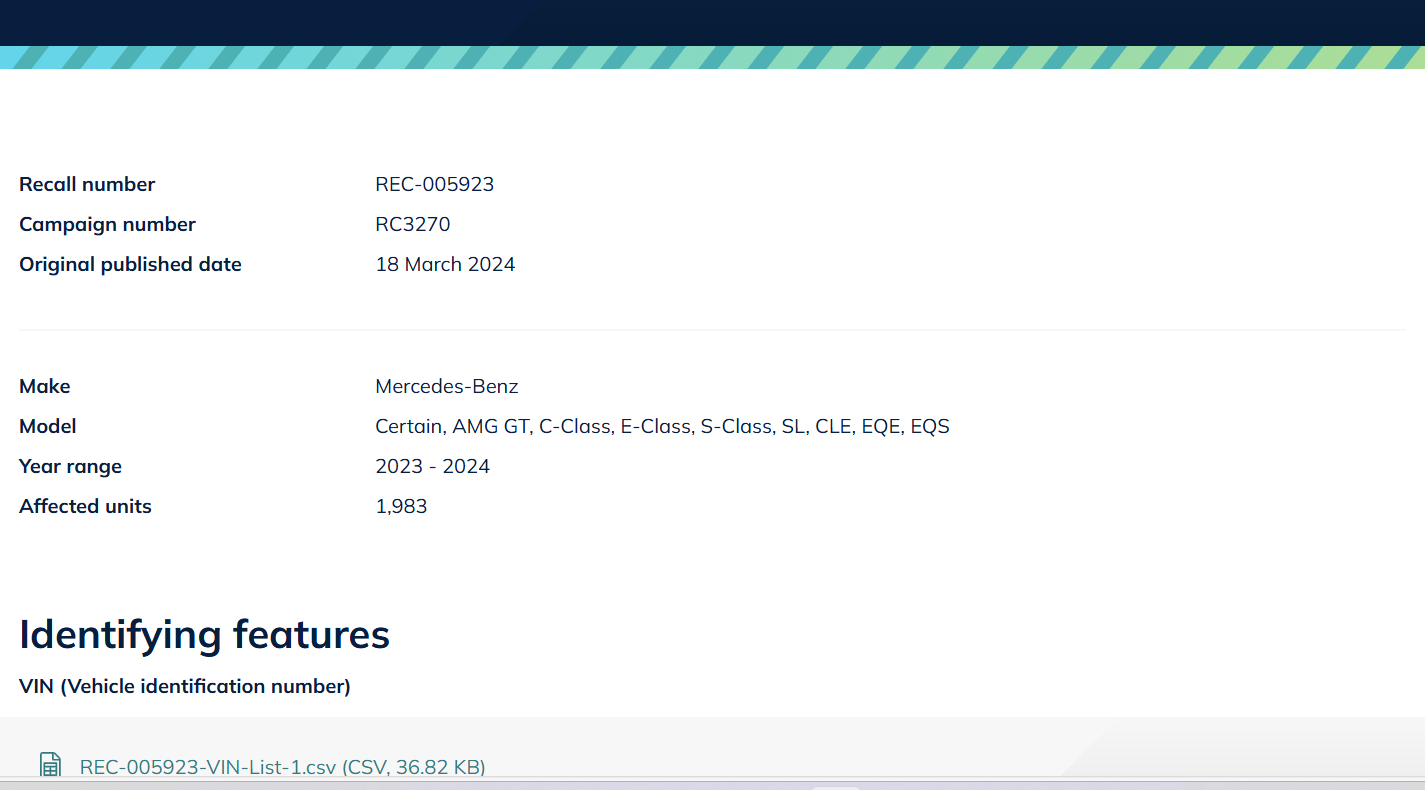 Recall number REC-005923
Campaign number RC3270
Original published date 18 March 2024
Make Mercedes-Benz
Model Certain, AMG GT, C-Class, E-Class, S-Class, SL, CLE, EQE, EQS
Year range 2023 - 2024
Affected units 1,983
Identifying features
VIN (Vehicle identification number)
REC-005923-VIN-List-1.csv (CSV, 36.82 KB)